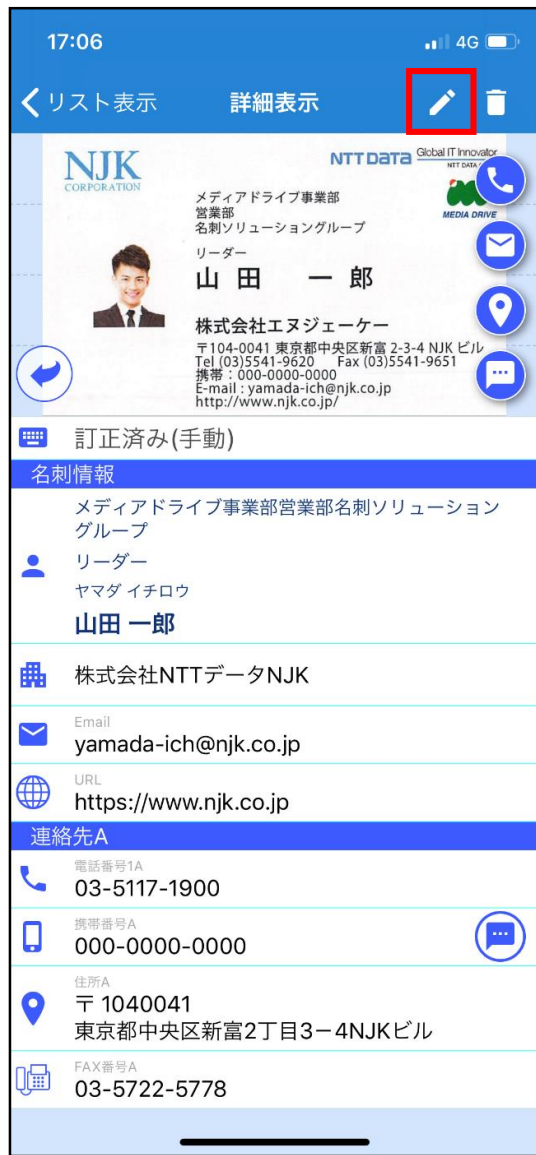 17:06
4G
リスト表示
詳細表示
NJK
CORPORATION
NTT DATA
Global IT Innovator
NTT DATA
MEDIA DRIVE
メディアドライブ事業部
営業部
名刺ソリューショングループ
リーダー
山田 一郎
株式会社エヌジェーケー
〒104-0041 東京都中央区新富 2-3-4 NJK ビル
Tel (03)5541-9620 Fax (03)5541-9651
携帯:000-0000-0000
E-mail : yamada-ich@njk.co.jp
http://www.njk.co.jp/
訂正済み(手動)
名刺情報
メディアドライブ事業部営業部名刺ソリューション
グループ
リーダー
ヤマダ イチロウ
山田 一郎
株式会社NTTデータNJK
Email
yamada-ich@njk.co.jp
URL
https://www.njk.co.jp
連絡先A
電話番号1A
03-5117-1900
携帯番号A
000-0000-0000
住所A
〒 1040041
東京都中央区新富2丁目3−4NJKビル
FAX番号A
03-5722-5778